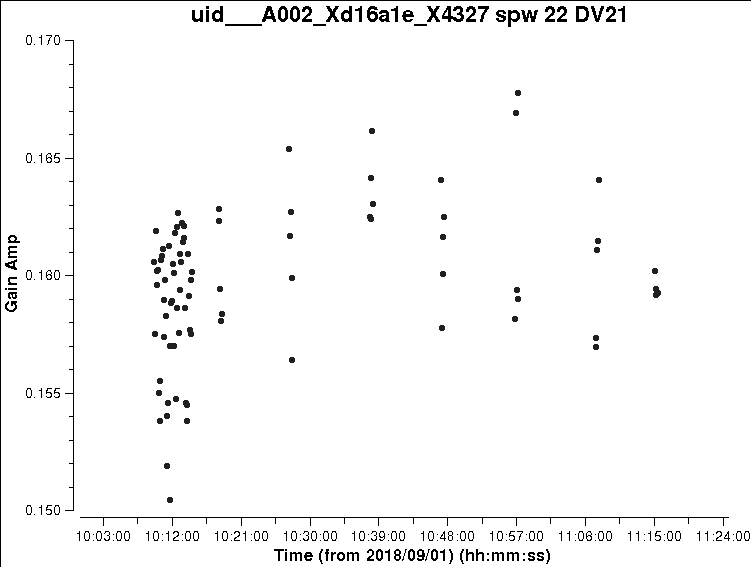 uid___A002_Xd16a1e_X4327 spw 22 DV21
0.170
0.165
0.160
0.155
0.150
Gain Amp
10:03:00 10:12:00 10:21:00 10:30:00 10:39:00 10:48:00 10:57:00 11:06:00 11:15:00 11:24:00
Time (from 2018/09/01) (hh:mm:ss)